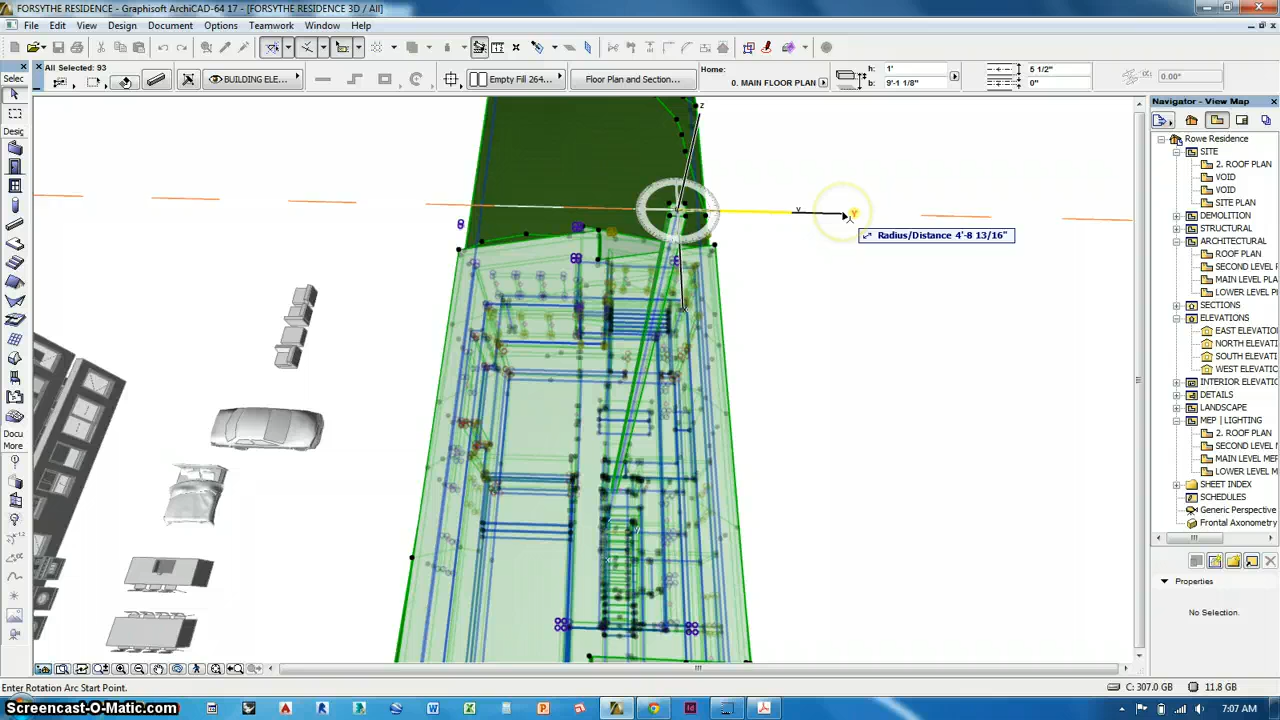 FORSYTHE RESIDENCE - Graphisoft ArchiCAD-64 17 - [FORSYTHE RESIDENCE 3D / All]
File Edit View Design Document Options Teamwork Window Help
Selec
All Selected: 93
BUILDING ELE...
Empty Fill 264...
Floor Plan and Section...
Home:
0. MAIN FLOOR PLAN
h: 1'
b: 9'-1 1/8"
5 1/2"
0"
0.00°
Desig
Docu
More
z
y
Y
Radius/Distance 4'-8 13/16"
Navigator - View Map
Rowe Residence
SITE
2. ROOF PLAN
VOID
VOID
SITE PLAN
DEMOLITION
STRUCTURAL
ARCHITECTURAL
ROOF PLAN
SECOND LEVEL P
MAIN LEVEL PLA
LOWER LEVEL PL
SECTIONS
ELEVATIONS
EAST ELEVATIO
NORTH ELEVATI
SOUTH ELEVATI
WEST ELEVATIO
INTERIOR ELEVATIO
DETAILS
LANDSCAPE
MEP | LIGHTING
2. ROOF PLAN
SECOND LEVEL M
MAIN LEVEL MEP
LOWER LEVEL M
SHEET INDEX
SCHEDULES
Generic Perspective
Frontal Axonometry
Properties
No Selection.
Enter Rotation Arc Start Point.
C: 307.0 GB
11.8 GB
Screencast-O-Matic.com
7:07 AM